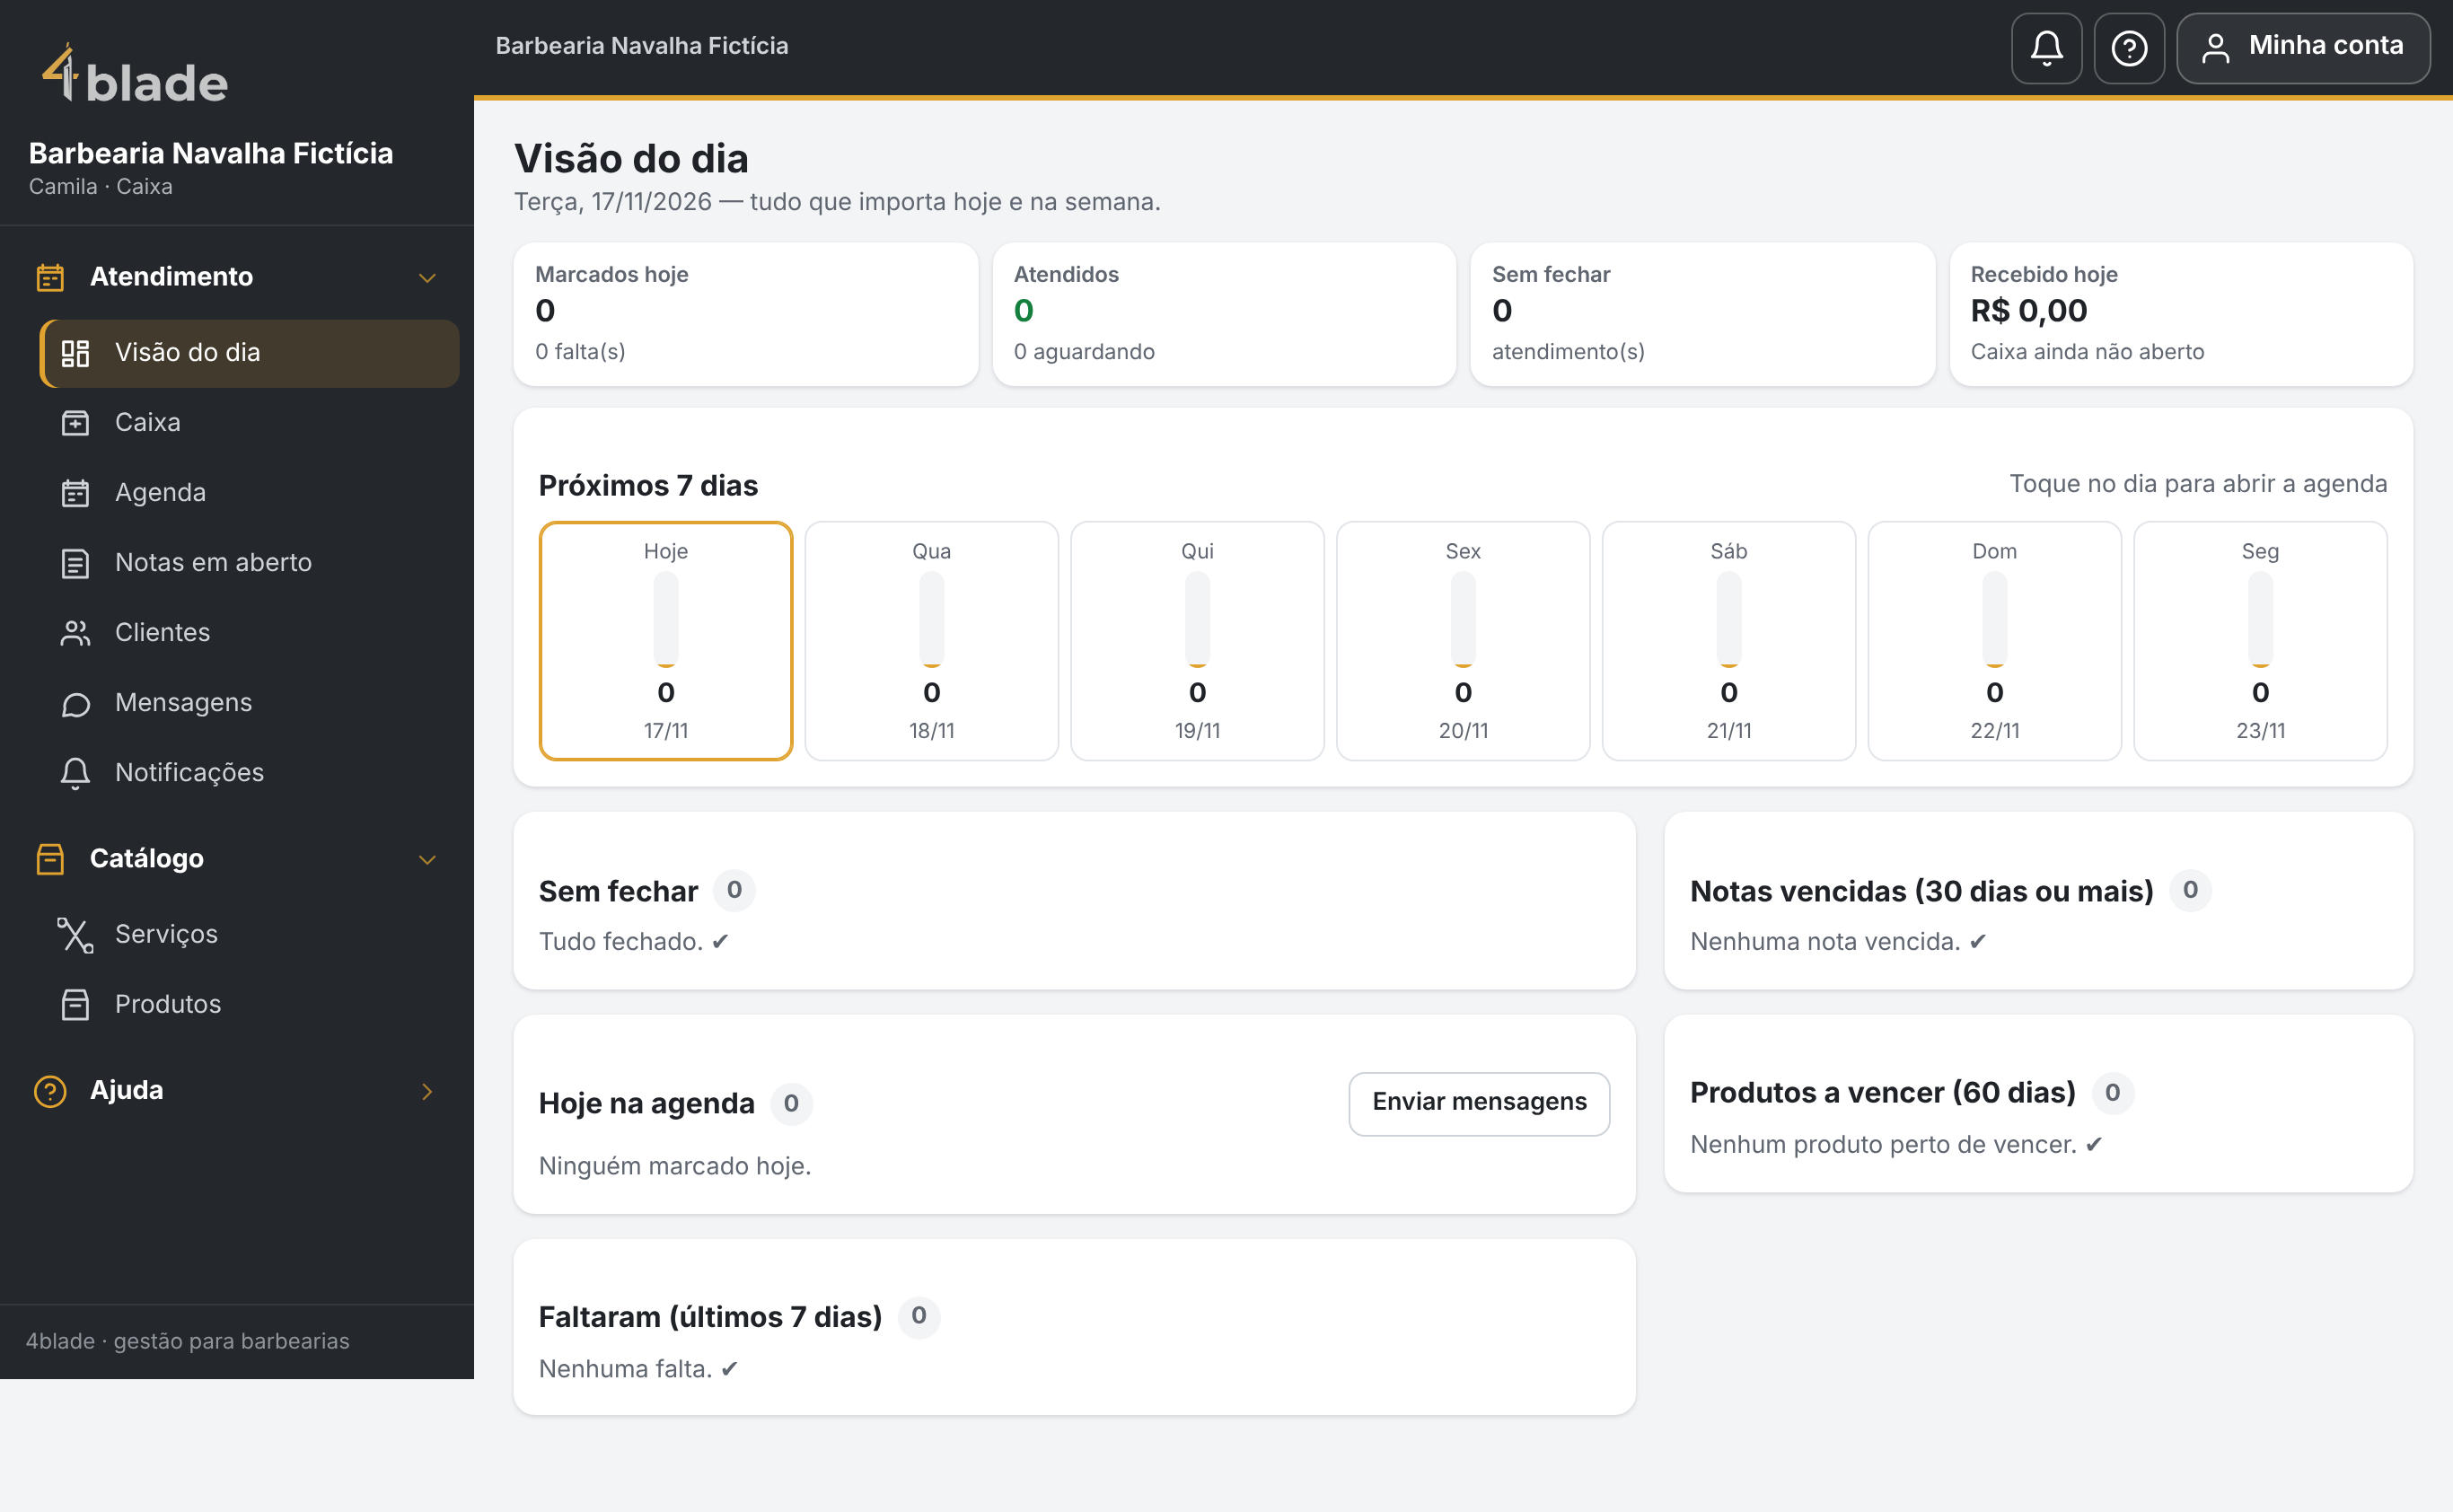 4blade
Barbearia Navalha Fictícia
Camila · Caixa
Atendimento
Visão do dia
Caixa
Agenda
Notas em aberto
Clientes
Mensagens
Notificações
Catálogo
Serviços
Produtos
Ajuda
4blade · gestão para barbearias
Barbearia Navalha Fictícia
Minha conta
Visão do dia
Terça, 17/11/2026 — tudo que importa hoje e na semana.
Marcados hoje
0
0 falta(s)
Atendidos
0
0 aguardando
Sem fechar
0
atendimento(s)
Recebido hoje
R$ 0,00
Caixa ainda não aberto
Próximos 7 dias
Toque no dia para abrir a agenda
Hoje
0
17/11
Qua
0
18/11
Qui
0
19/11
Sex
0
20/11
Sáb
0
21/11
Dom
0
22/11
Seg
0
23/11
Sem fechar 0
Tudo fechado. ✔
Notas vencidas (30 dias ou mais) 0
Nenhuma nota vencida. ✔
Hoje na agenda 0
Enviar mensagens
Ninguém marcado hoje.
Produtos a vencer (60 dias) 0
Nenhum produto perto de vencer. ✔
Faltaram (últimos 7 dias) 0
Nenhuma falta. ✔